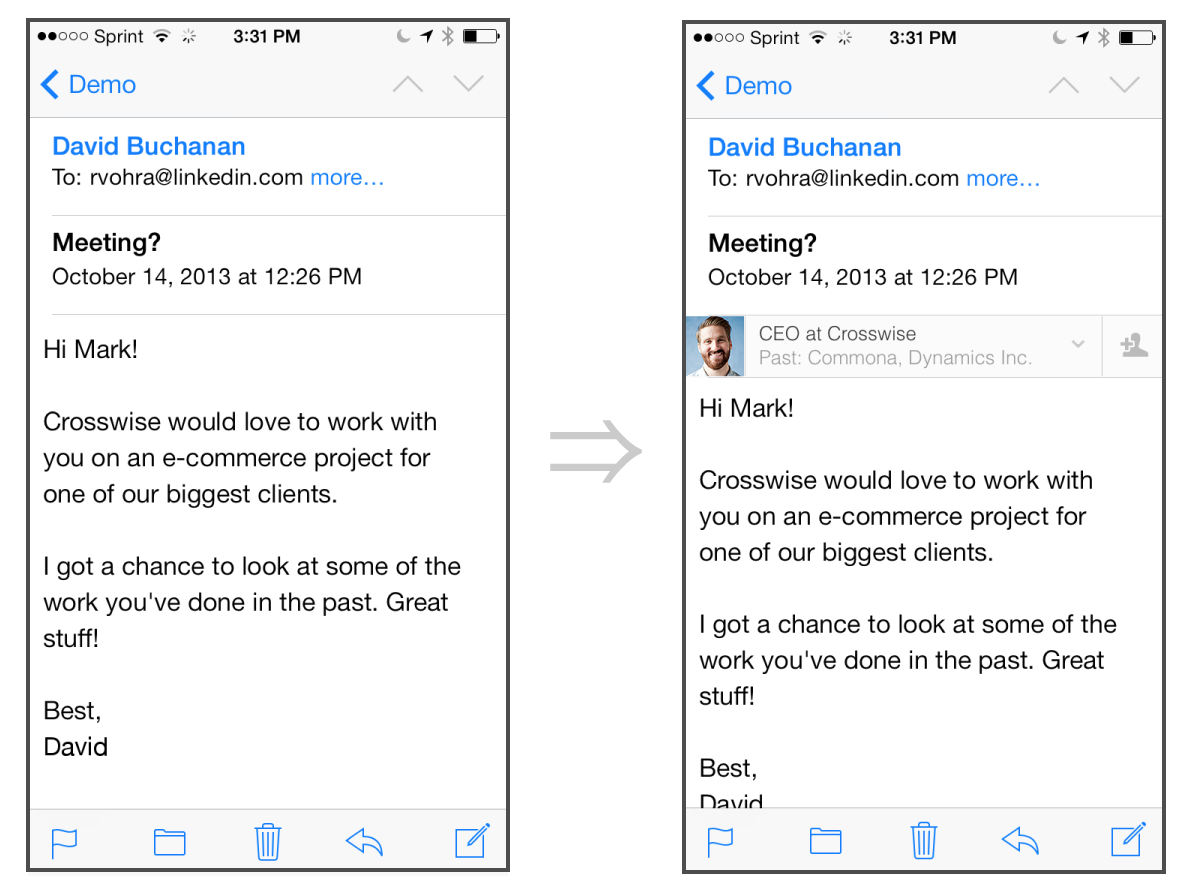 Sprint 3:31 PM
Demo
David Buchanan
To: rvohra@linkedin.com more...
Meeting?
October 14, 2013 at 12:26 PM
Hi Mark!
Crosswise would love to work with
you on an e-commerce project for
one of our biggest clients.
I got a chance to look at some of the
work you've done in the past. Great
stuff!
Best,
David
Sprint 3:31 PM
Demo
David Buchanan
To: rvohra@linkedin.com more...
Meeting?
October 14, 2013 at 12:26 PM
CEO at Crosswise
Past: Commona, Dynamics Inc.
Hi Mark!
Crosswise would love to work with
you on an e-commerce project for
one of our biggest clients.
I got a chance to look at some of the
work you've done in the past. Great
stuff!
Best,
David